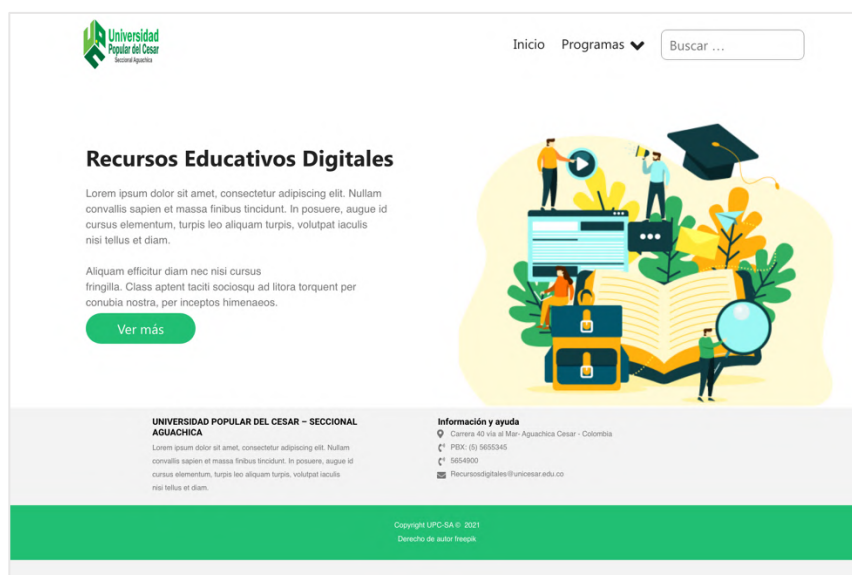 Universidad
Popular del Cesar
Seccional Aguachica
Inicio Programas Buscar ...
Recursos Educativos Digitales
Lorem ipsum dolor sit amet, consectetur adipiscing elit. Nullam
convallis sapien et massa finibus tincidunt. In posuere, augue id
cursus elementum, turpis leo aliquam turpis, volutpat iaculis
nisi tellus et diam.
Aliquam efficitur diam nec nisi cursus
fringilla. Class aptent taciti sociosqu ad litora torquent per
conubia nostra, per inceptos himenaeos.
Ver más
UNIVERSIDAD POPULAR DEL CESAR – SECCIONAL
AGUACHICA
Lorem ipsum dolor sit amet, consectetur adipiscing elit. Nullam
convallis sapien et massa finibus tincidunt. In posuere, augue id
cursus elementum, turpis leo aliquam turpis, volutpat iaculis
nisi tellus et diam.
Información y ayuda
Carrera 40 vía al Mar- Aguachica Cesar - Colombia
PBX: (5) 5655345
5654900
Recursosdigitales@unicesar.edu.co
Copyright UPC-SA © 2021
Derecho de autor freepik